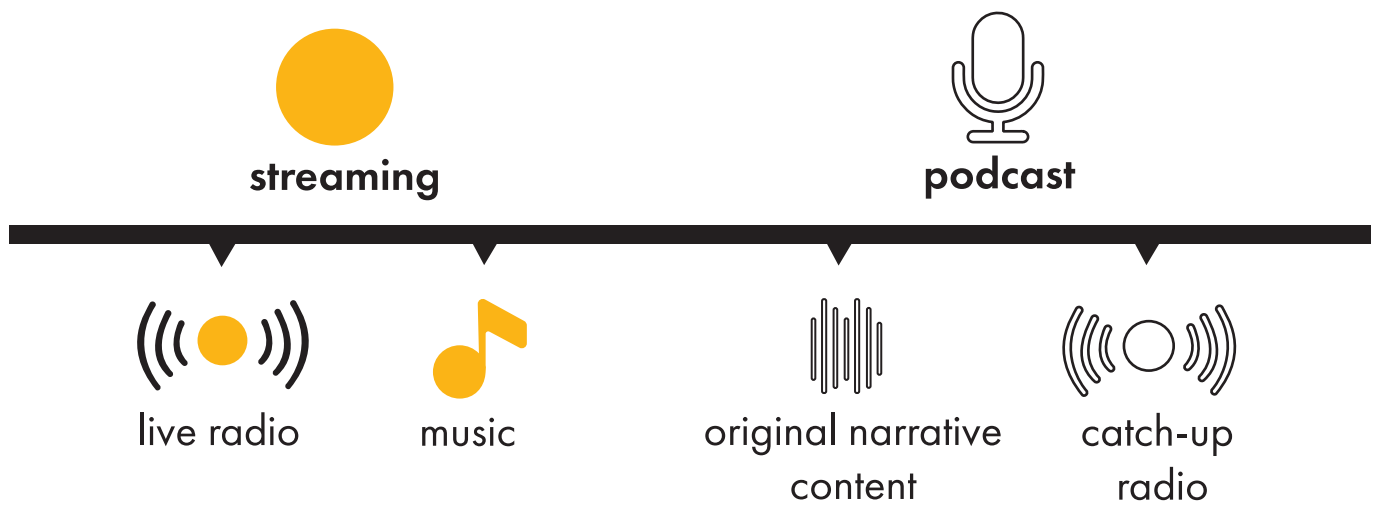 streaming
podcast
live radio
music
original narrative
content
catch-up
radio